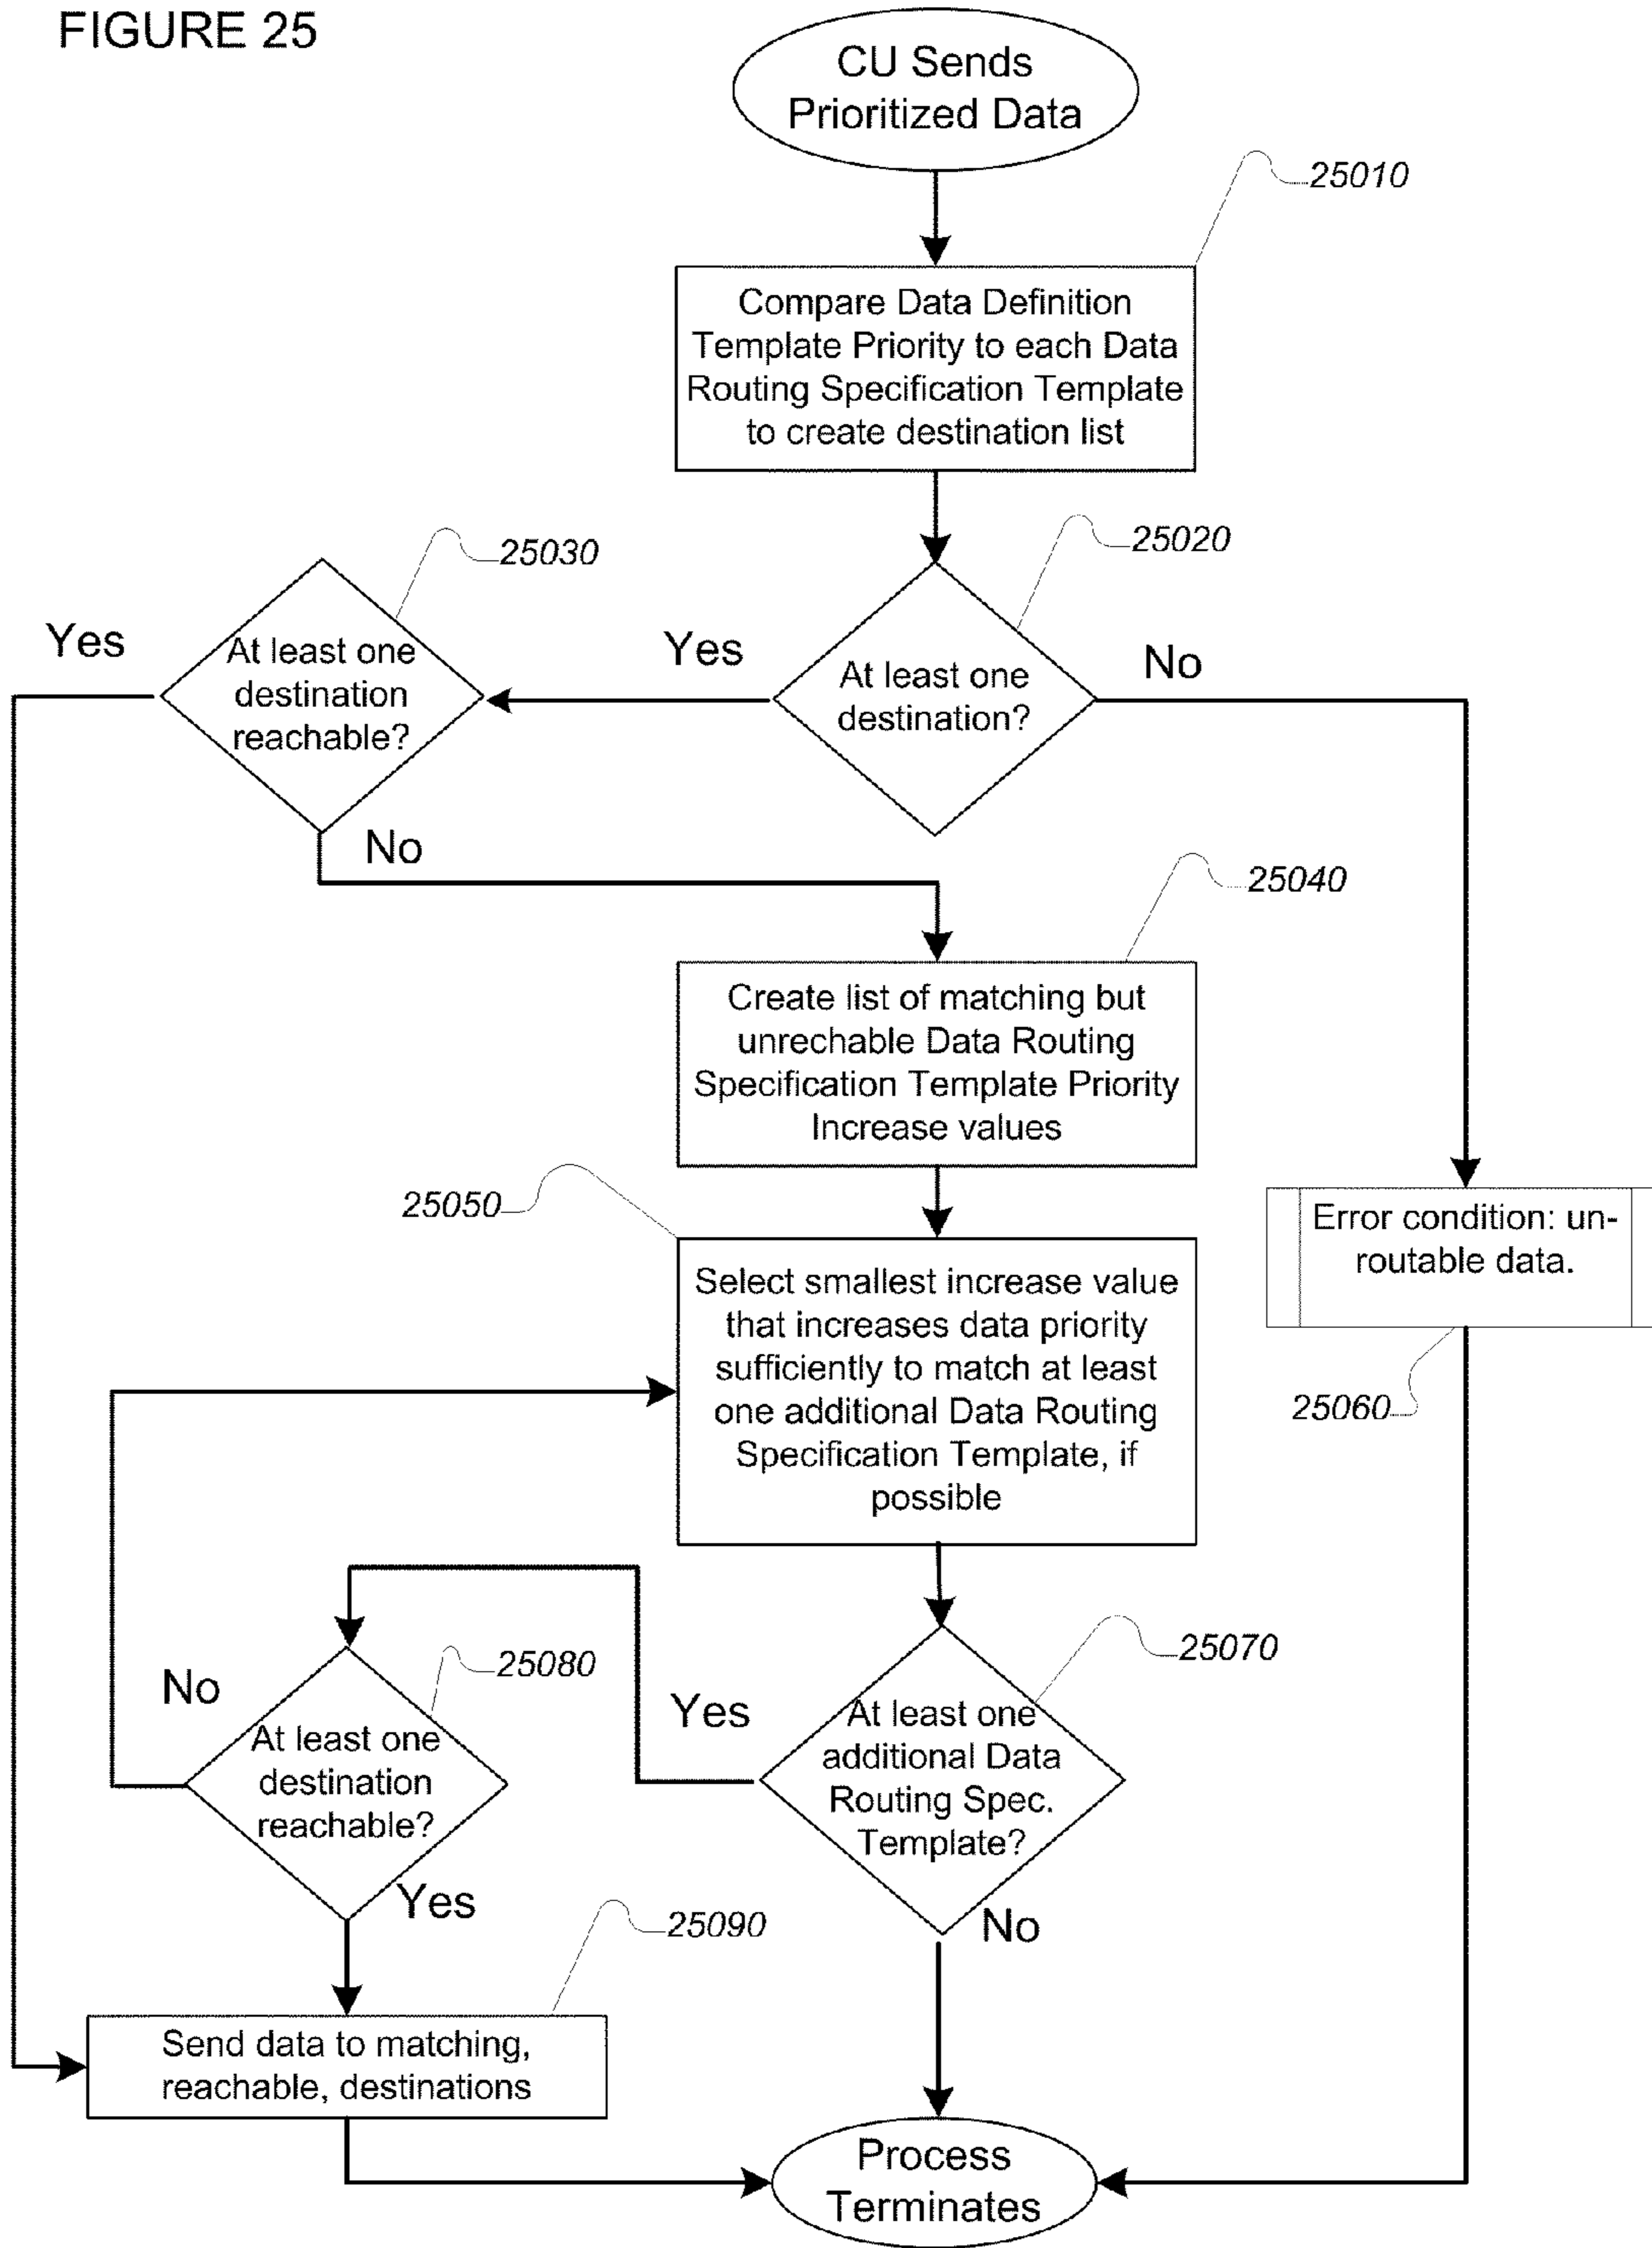 FIGURE 25
CU Sends
Prioritized Data
25010
Compare Data Definition
Template Priority to each Data
Routing Specification Template
to create destination list
25030
25020
Yes
At least one
destination
reachable?
Yes
At least one
destination?
No
No
25040
Create list of matching but
unrechable Data Routing
Specification Template Priority
Increase values
25050
Select smallest increase value
that increases data priority
sufficiently to match at least
one additional Data Routing
Specification Template, if
possible
Error condition: un-
routable data.
25060
25070
25080
No
At least one
destination
reachable?
Yes
Yes
At least one
additional Data
Routing Spec.
Template?
No
25090
Send data to matching,
reachable, destinations
Process
Terminates